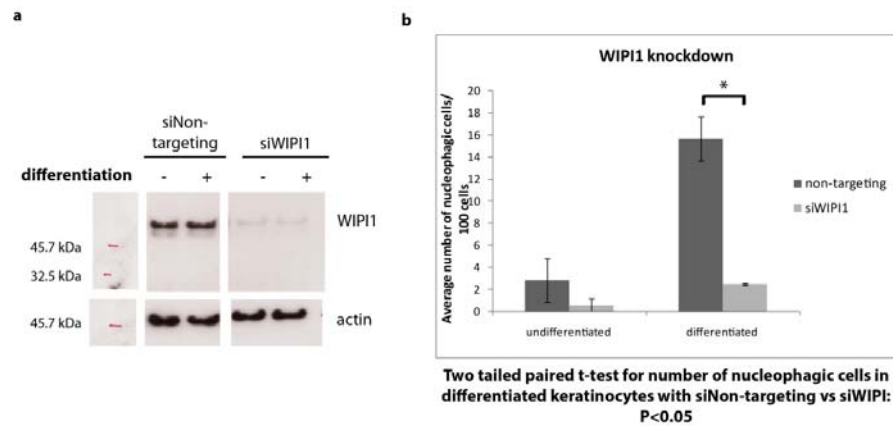 a
siNon-
targeting
siWIPI1
differentiation
- + - +
WIPI1
45.7 kDa
32.5 kDa
45.7 kDa
actin
b
WIPI1 knockdown
Average number of nucleophagic cells/
100 cells
20
18
16
14
12
10
8
6
4
2
0
*
non-targeting
siWIPI1
undifferentiated
differentiated
Two tailed paired t-test for number of nucleophagic cells in
differentiated keratinocytes with siNon-targeting vs siWIPI:
P<0.05